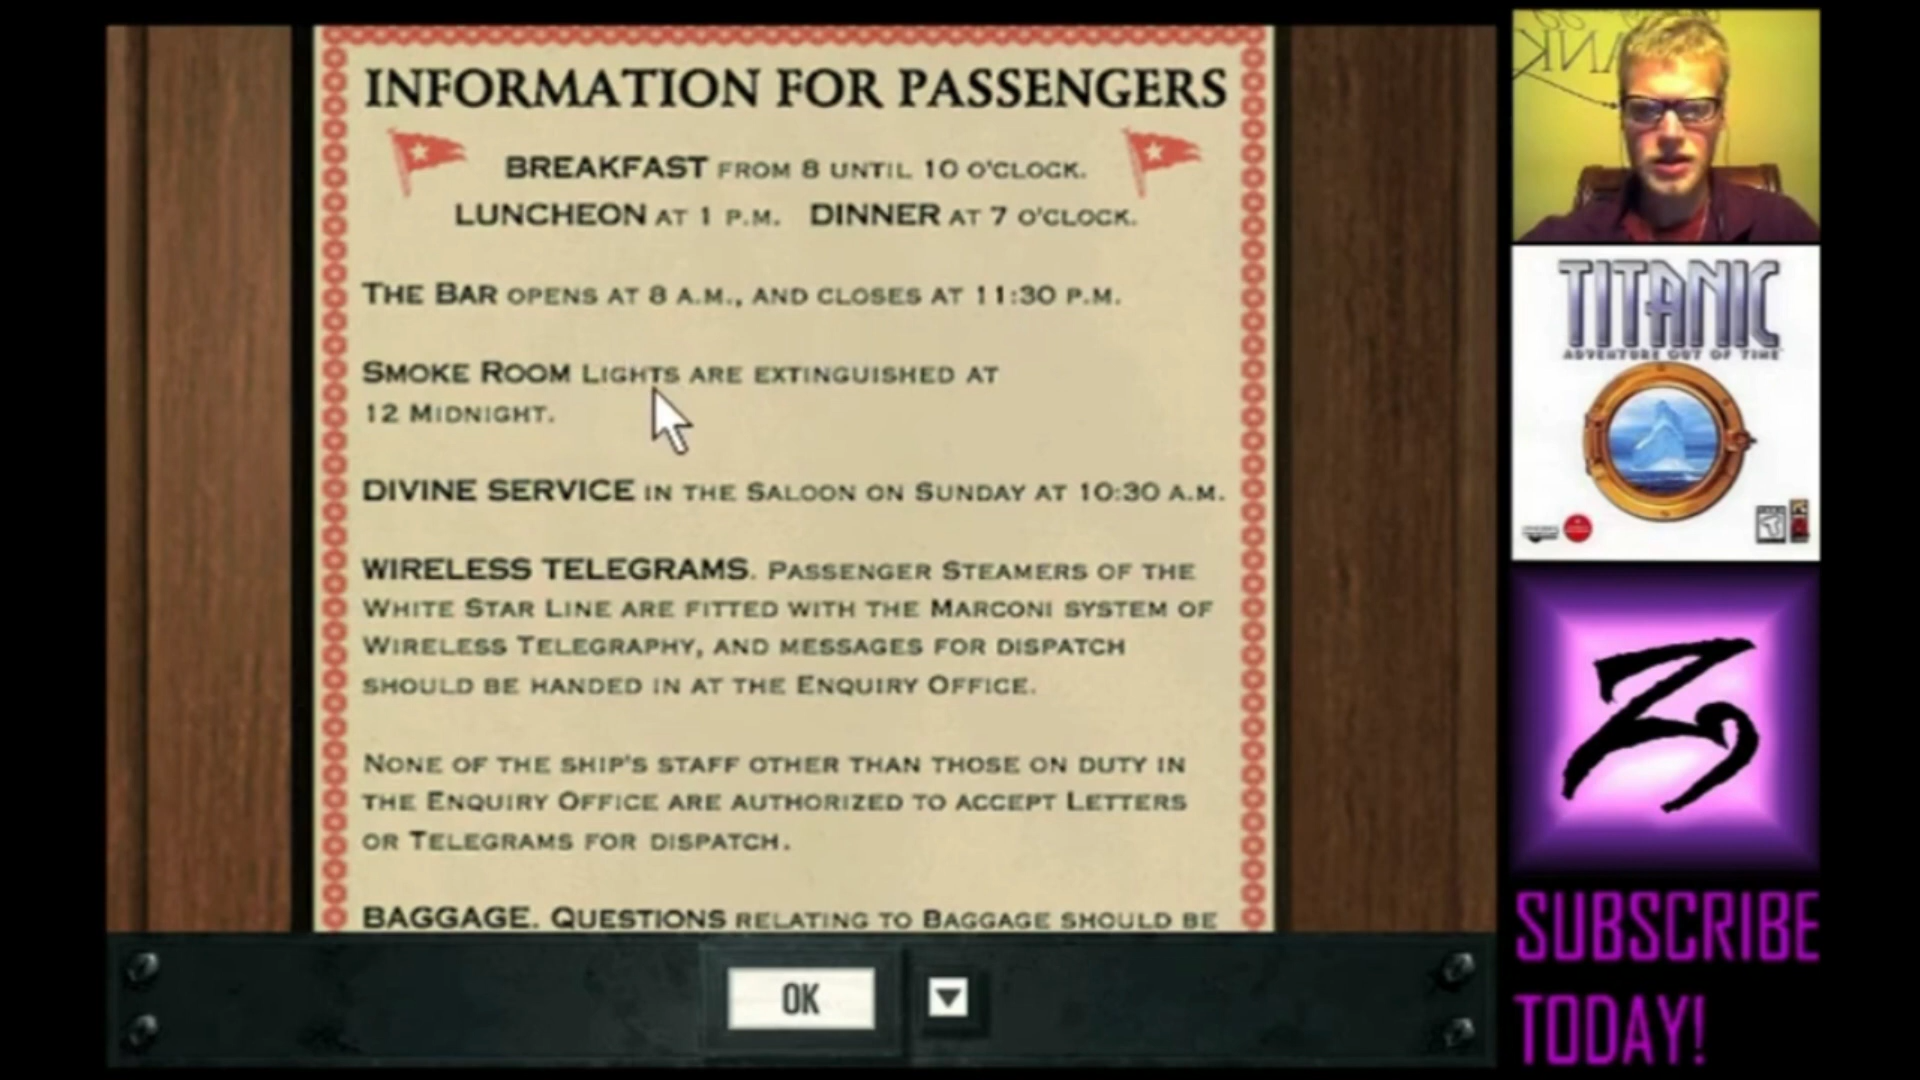 INFORMATION FOR PASSENGERS
BREAKFAST FROM 8 UNTIL 10 O'CLOCK.
LUNCHEON AT 1 P.M. DINNER AT 7 O'CLOCK.
THE BAR OPENS AT 8 A.M., AND CLOSES AT 11:30 P.M.
SMOKE ROOM LIGHTS ARE EXTINGUISHED AT
12 MIDNIGHT.
DIVINE SERVICE IN THE SALOON ON SUNDAY AT 10:30 A.M.
WIRELESS TELEGRAMS. PASSENGER STEAMERS OF THE
WHITE STAR LINE ARE FITTED WITH THE MARCONI SYSTEM OF
WIRELESS TELEGRAPHY, AND MESSAGES FOR DISPATCH
SHOULD BE HANDED IN AT THE ENQUIRY OFFICE.
NONE OF THE SHIP'S STAFF OTHER THAN THOSE ON DUTY IN
THE ENQUIRY OFFICE ARE AUTHORIZED TO ACCEPT LETTERS
OR TELEGRAMS FOR DISPATCH.
BAGGAGE. QUESTIONS RELATING TO BAGGAGE SHOULD BE
OK
TITANIC
ADVENTURE OUT OF TIME
SUBSCRIBE
TODAY!